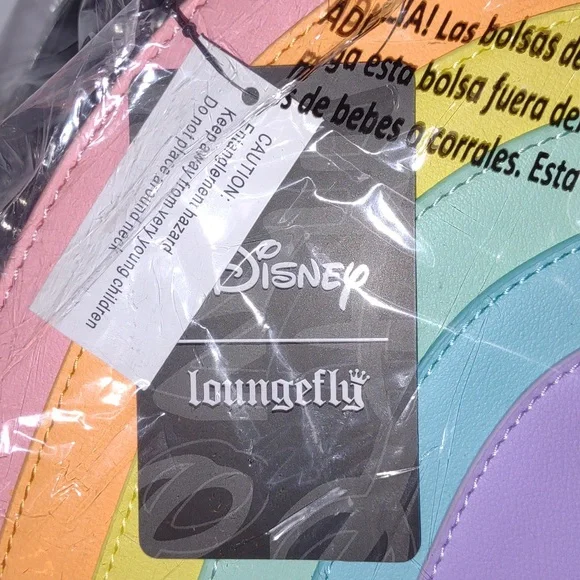 ADV
A! Las bolsas de
ga esta bolsa fuera de
s de bebes o corrales. Esta
CAUTION:
Entanglement hazard
Keep away from very young children
Do not place around neck
Disney
loungefly